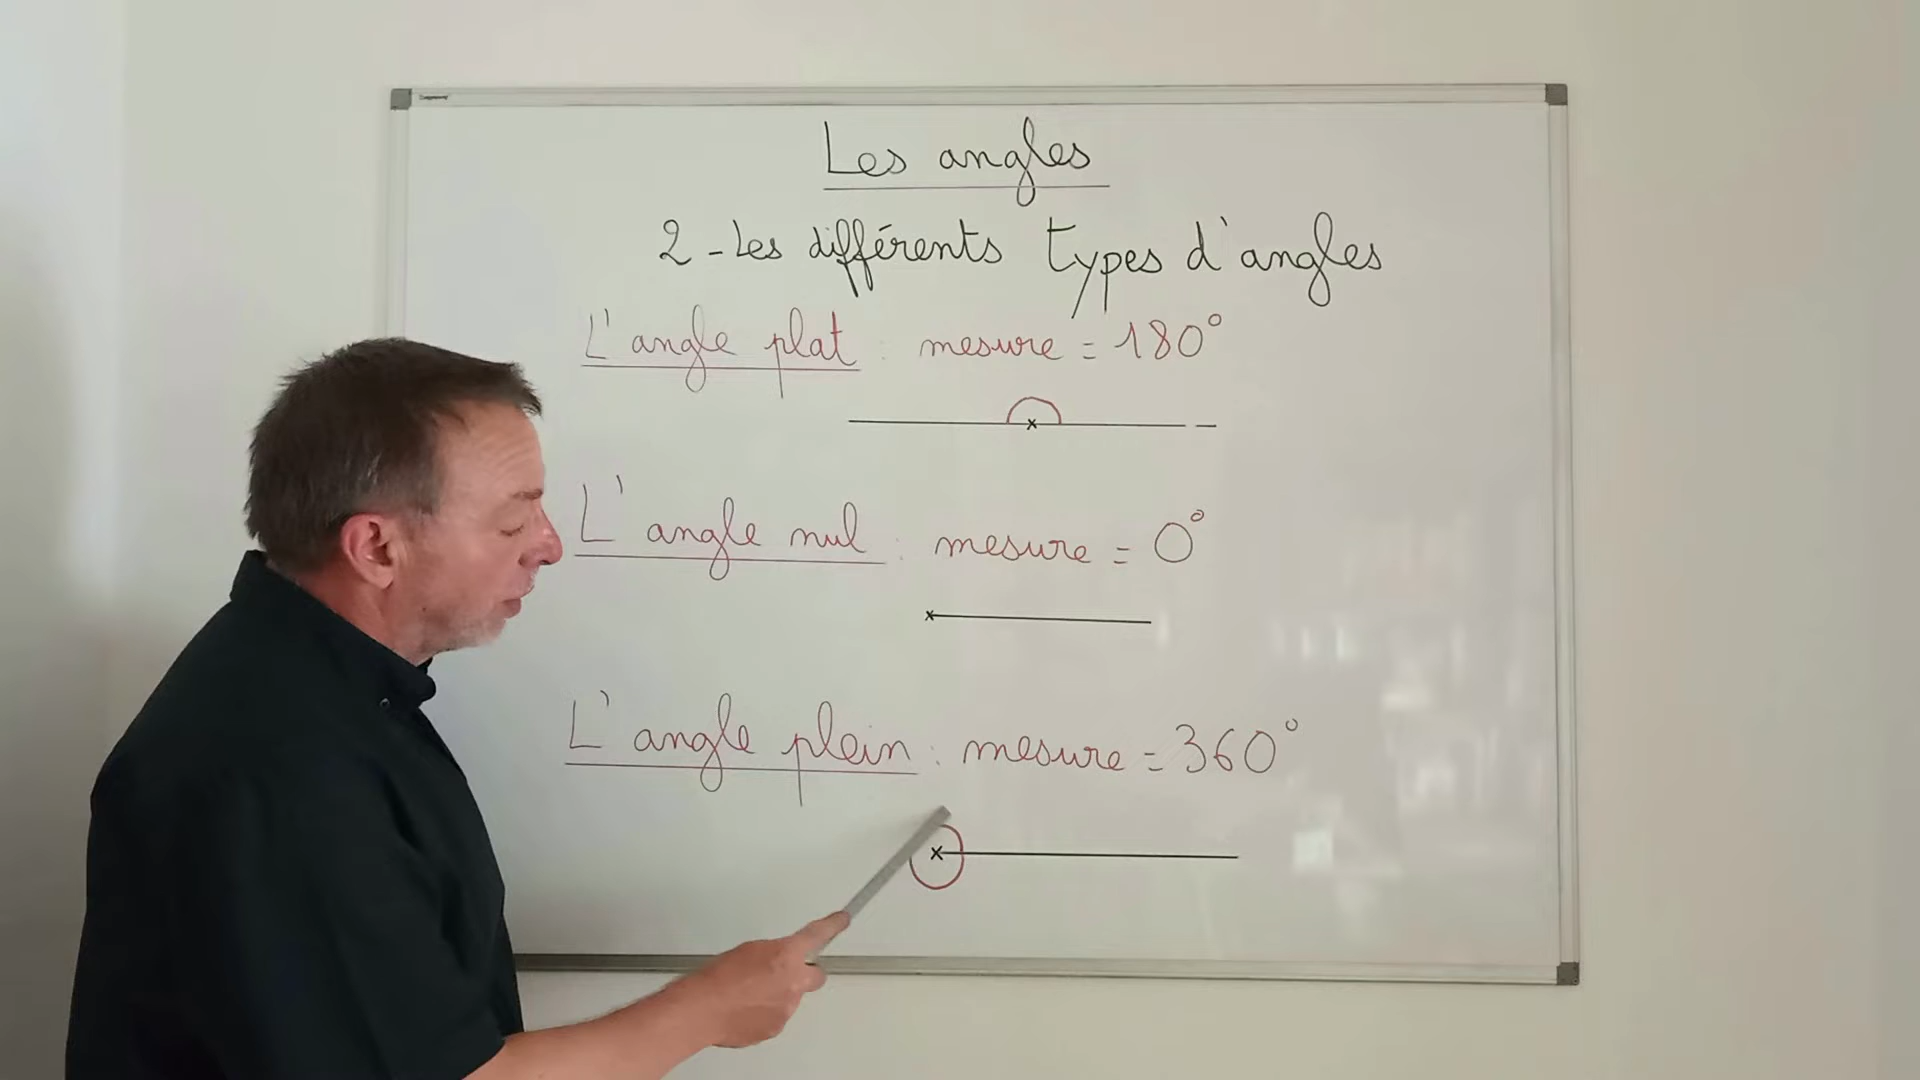 Les angles
2-Les différents types d'angles
L'angle plat : mesure = 180°
L'angle nul : mesure = 0°
L'angle plein : mesure = 360°